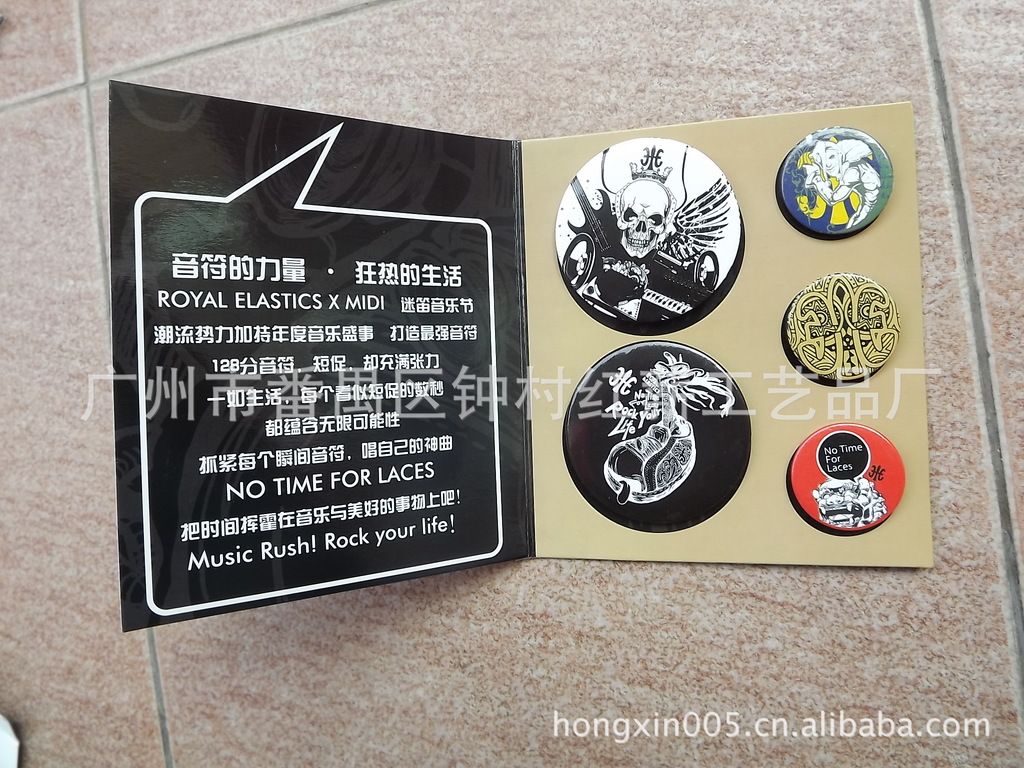 音符的力量 · 狂热的生活
ROYAL ELASTICS X MIDI 迷笛音乐节
潮流势力加持年度音乐盛事 打造最强音符
128分音符，短促，却充满张力
一如生活，每个看似短促的数秒
都蕴含无限可能性
抓紧每个瞬间音符，唱自己的神曲
NO TIME FOR LACES
把时间挥霍在音乐与美好的事物上吧！
Music Rush! Rock your life!
No Time
To
Rock Your
Life
No Time
For
Laces
广州市番禺区钟村红 工艺品厂
hongxin005.cn.alibaba.com